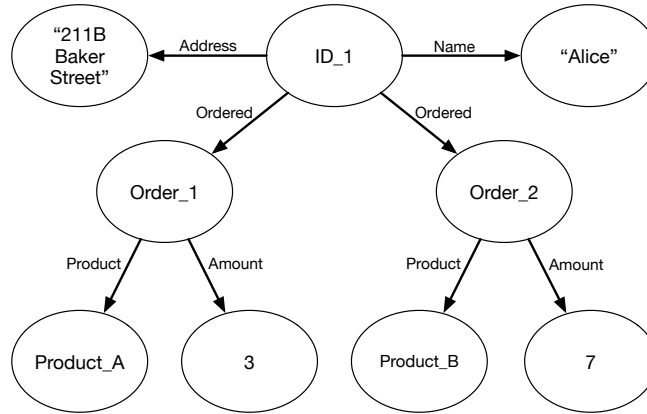 “211B
Baker
Street”
Address
ID_1
Name
“Alice”
Ordered
Ordered
Order_1
Order_2
Product
Amount
Product
Amount
Product_A
3
Product_B
7